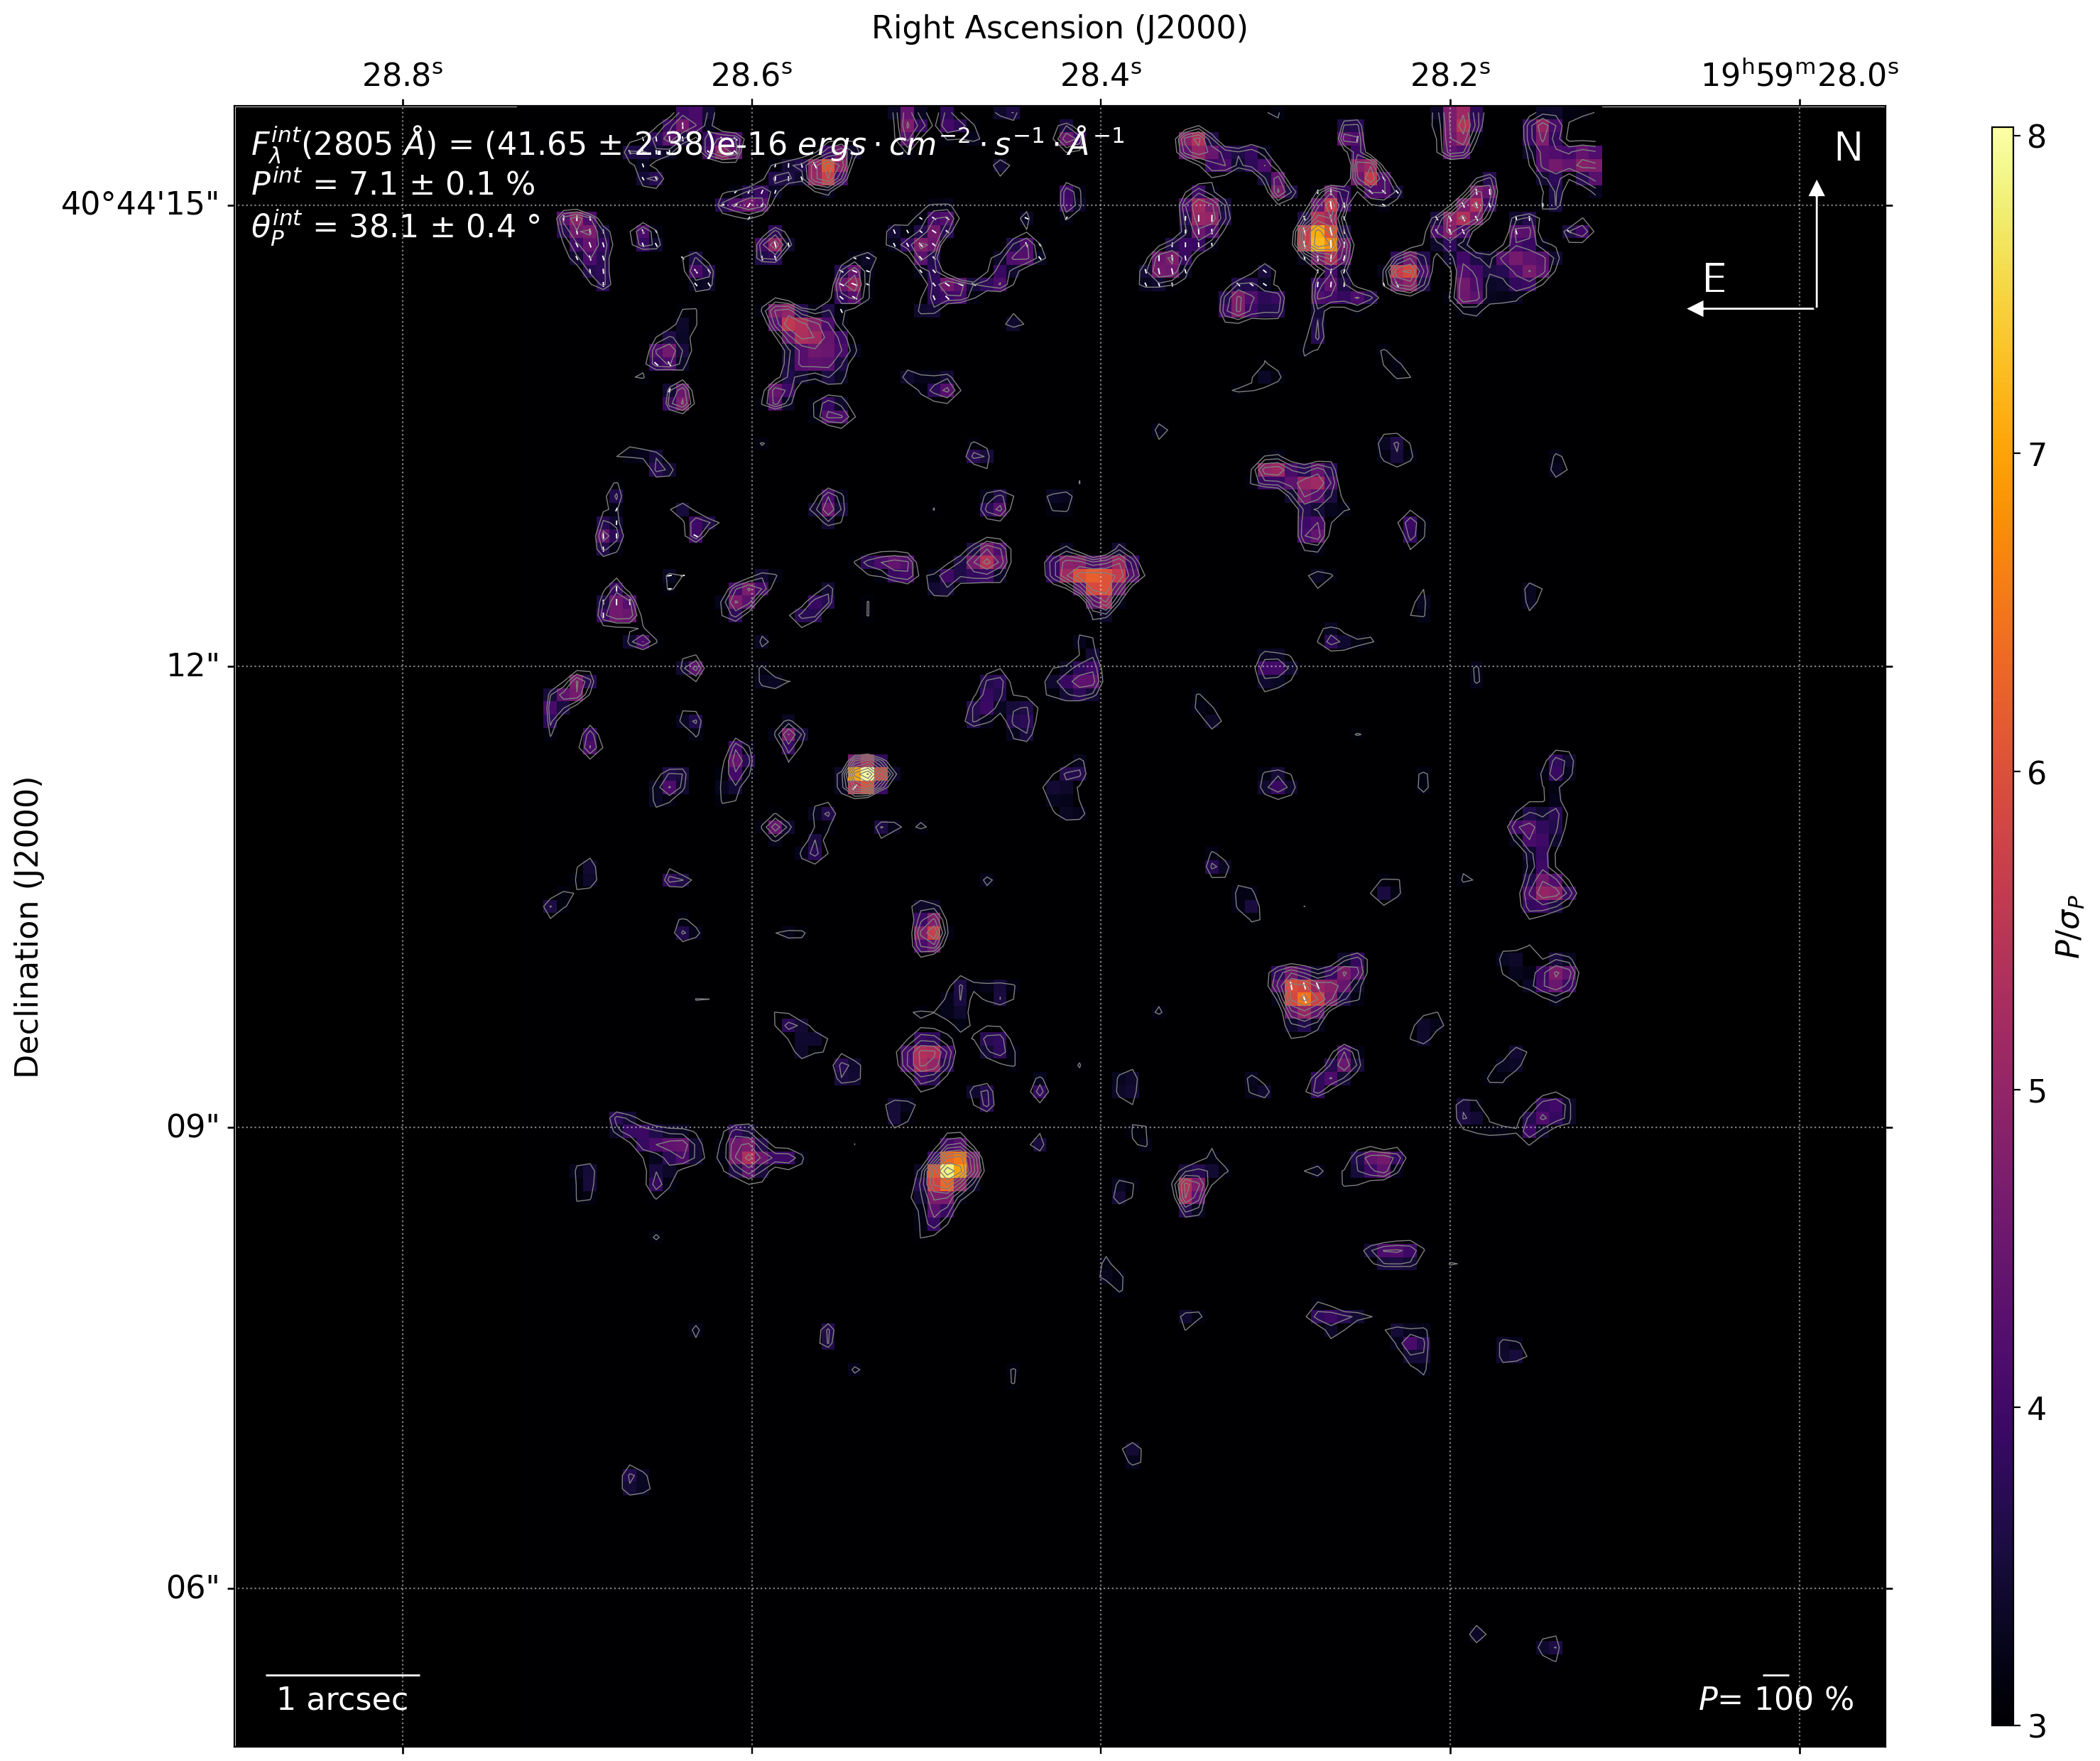 Right Ascension (J2000)
28.8ˢ 28.6ˢ 28.4ˢ 28.2ˢ 19ʰ59ᵐ28.0ˢ
F_λ^int(2805 Å) = (41.65 ± 2.38)e-16 ergs · cm⁻² · s⁻¹ · Å⁻¹
P^int = 7.1 ± 0.1 %
θ_P^int = 38.1 ± 0.4 °
N
E
40°44'15"
12"
09"
06"
Declination (J2000)
1 arcsec
P= 100 %
8
7
6
5
4
3
P/σ_P